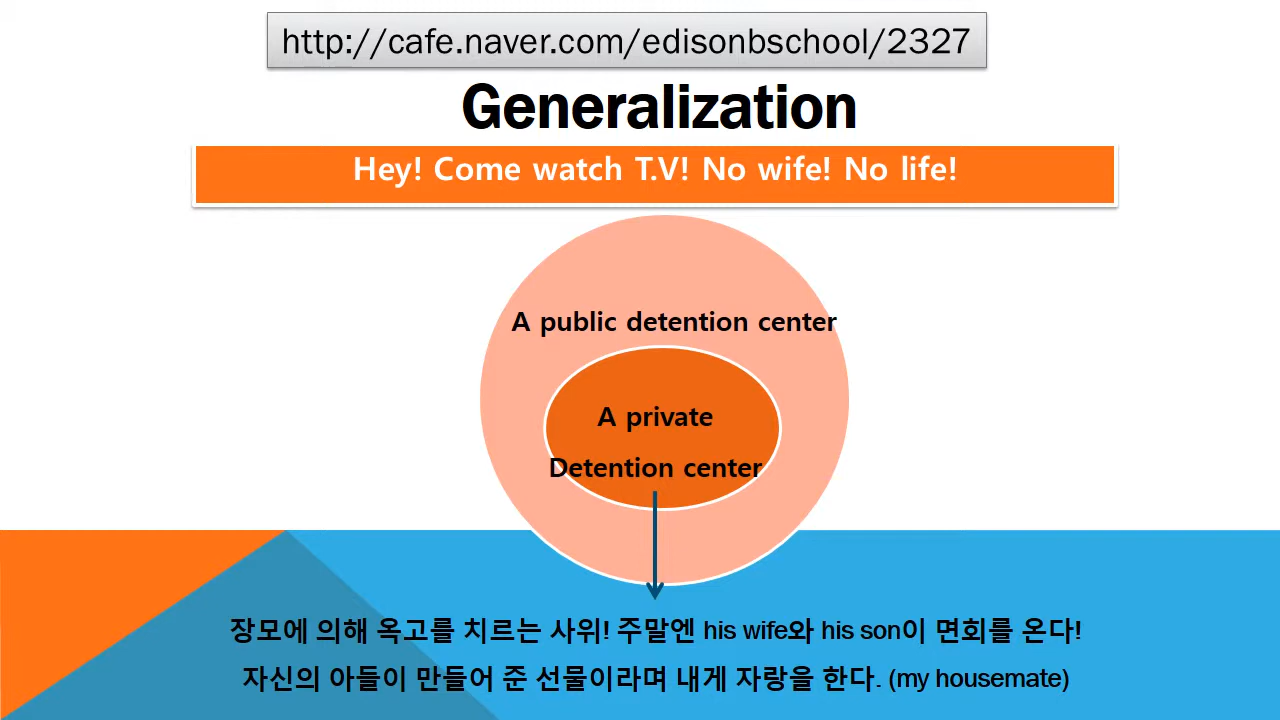 http://cafe.naver.com/edisonbschool/2327
Generalization
Hey! Come watch T.V! No wife! No life!
A public detention center
A private
Detention center
장모에 의해 옥고를 치르는 사위! 주말엔 his wife와 his son이 면회를 온다!
자신의 아들이 만들어 준 선물이라며 내게 자랑을 한다. (my housemate)